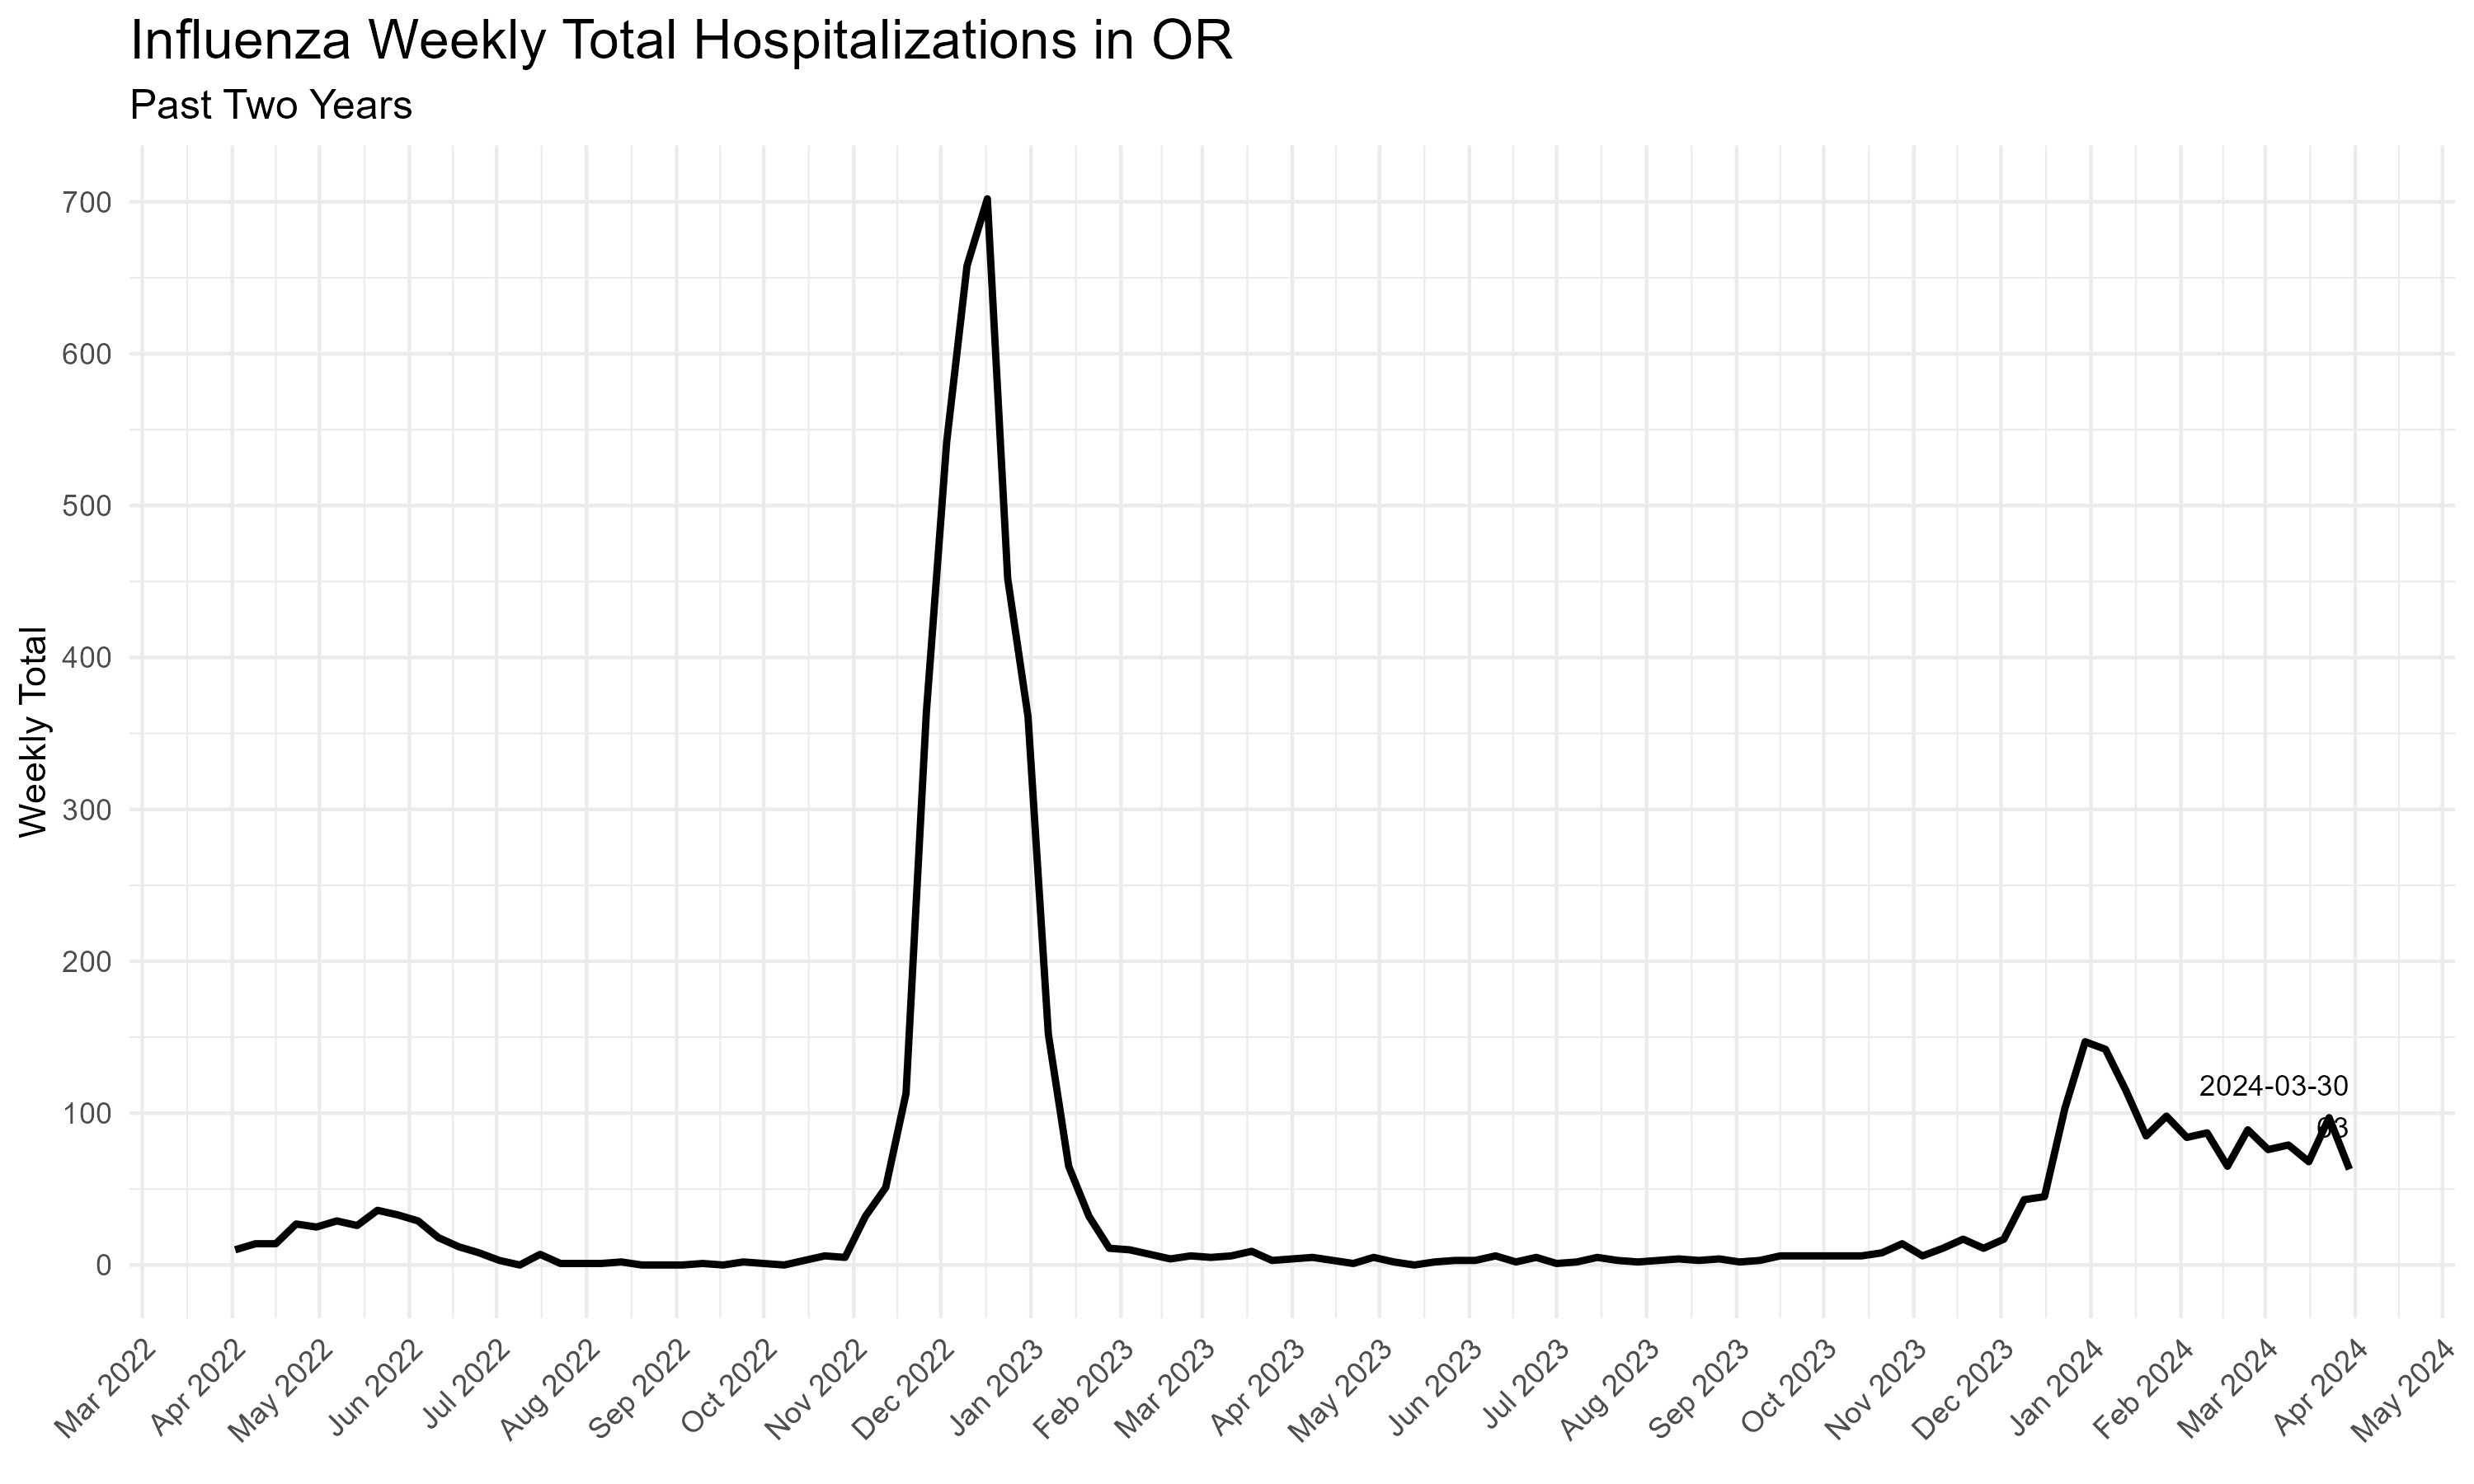 Influenza Weekly Total Hospitalizations in OR
Past Two Years
Weekly Total
700
600
500
400
300
200
100
0
2024-03-30
Mar 2022
Apr 2022
May 2022
Jun 2022
Jul 2022
Aug 2022
Sep 2022
Oct 2022
Nov 2022
Dec 2022
Jan 2023
Feb 2023
Mar 2023
Apr 2023
May 2023
Jun 2023
Jul 2023
Aug 2023
Sep 2023
Oct 2023
Nov 2023
Dec 2023
Jan 2024
Feb 2024
Mar 2024
Apr 2024
May 2024